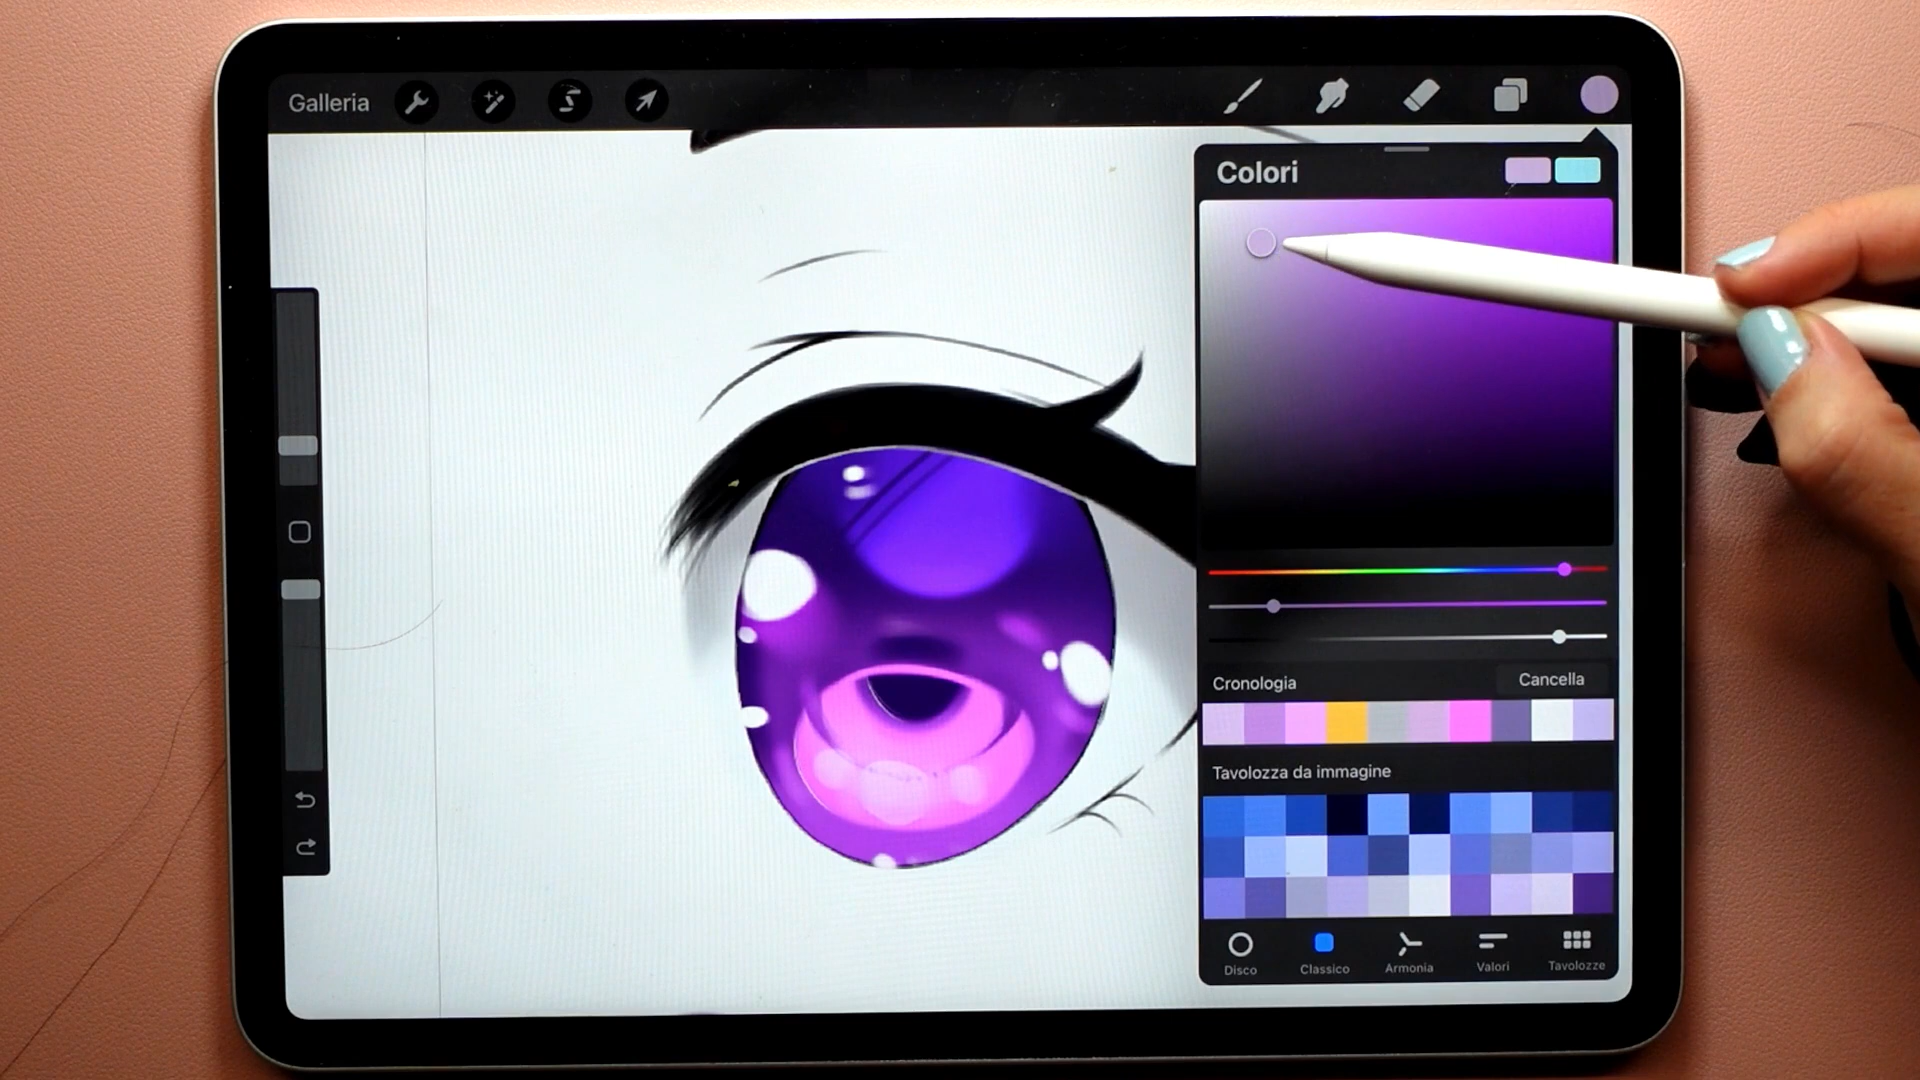 Galleria
Colori
Cronologia
Cancella
Tavolozza da immagine
Disco
Classico
Armonia
Valori
Tavolozze